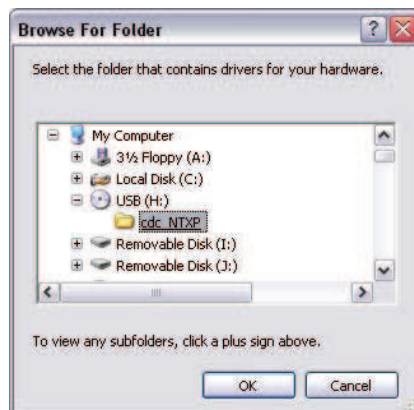 Browse For Folder
Select the folder that contains drivers for your hardware.
My Computer
3½ Floppy (A:)
Local Disk (C:)
USB (H:)
cdc_NTXP
Removable Disk (I:)
Removable Disk (J:)
To view any subfolders, click a plus sign above.
OK Cancel